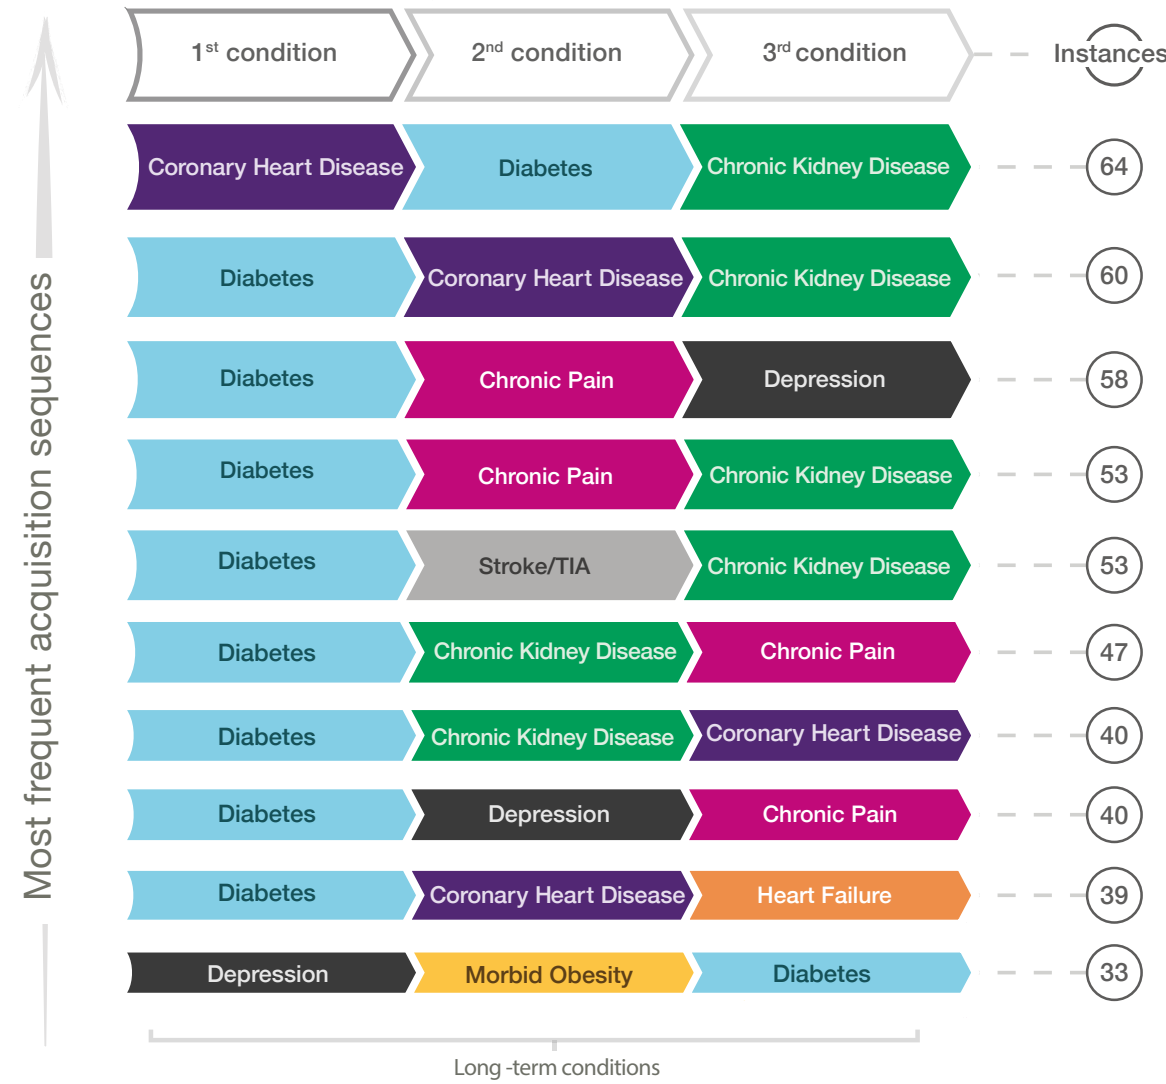 Most frequent acquisition sequences
1st condition 2nd condition 3rd condition Instances
Coronary Heart Disease Diabetes Chronic Kidney Disease 64
Diabetes Coronary Heart Disease Chronic Kidney Disease 60
Diabetes Chronic Pain Depression 58
Diabetes Chronic Pain Chronic Kidney Disease 53
Diabetes Stroke/TIA Chronic Kidney Disease 53
Diabetes Chronic Kidney Disease Chronic Pain 47
Diabetes Chronic Kidney Disease Coronary Heart Disease 40
Diabetes Depression Chronic Pain 40
Diabetes Coronary Heart Disease Heart Failure 39
Depression Morbid Obesity Diabetes 33
Long -term conditions